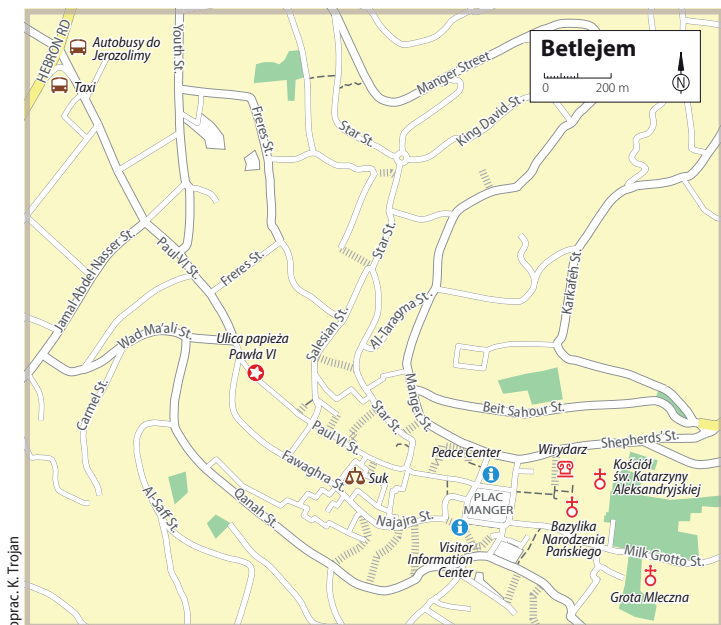 Betlejem
0
200 m
N
HEBRON RD
Autobusy do
Jerozolimy
Taxi
Youth St.
Manger Street
Freres St.
Star St.
King David St.
Jamal Abdel Nasser St.
Paul VI St.
Freres St.
Star St.
Karkafeh St.
Al-Taragma St.
Salesian St.
Wad Ma'ali St.
Ulica papieża
Pawła VI
Carmel St.
Manger St.
Star St.
Beit Sahour St.
Shepherds' St.
Paul VI St.
Peace Center
Wirydarz
Kościół
św. Katarzyny
Aleksandryjskiej
Fawaghra St.
Suk
PLAC
MANGER
Al-Saff St.
Qanah St.
Najajra St.
Bazylika
Narodzenia
Pańskiego
Visitor
Information
Center
Milk Grotto St.
Grota Mleczna
oprac. K. Trojan